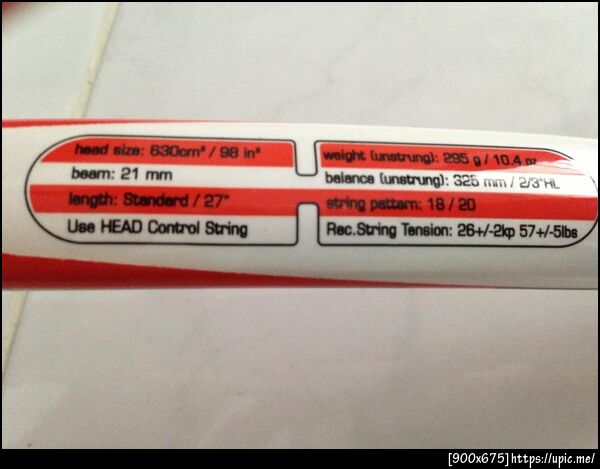 head size: 630cm² / 98 in²
beam: 21 mm
length: Standard / 27"
Use HEAD Control String
weight (unstrung): 295 g / 10.4 oz
balance (unstrung): 325 mm / 2/3"HL
string pattern: 18 / 20
Rec.String Tension: 26+/-2kp 57+/-5lbs
[900x675]https://upic.me/